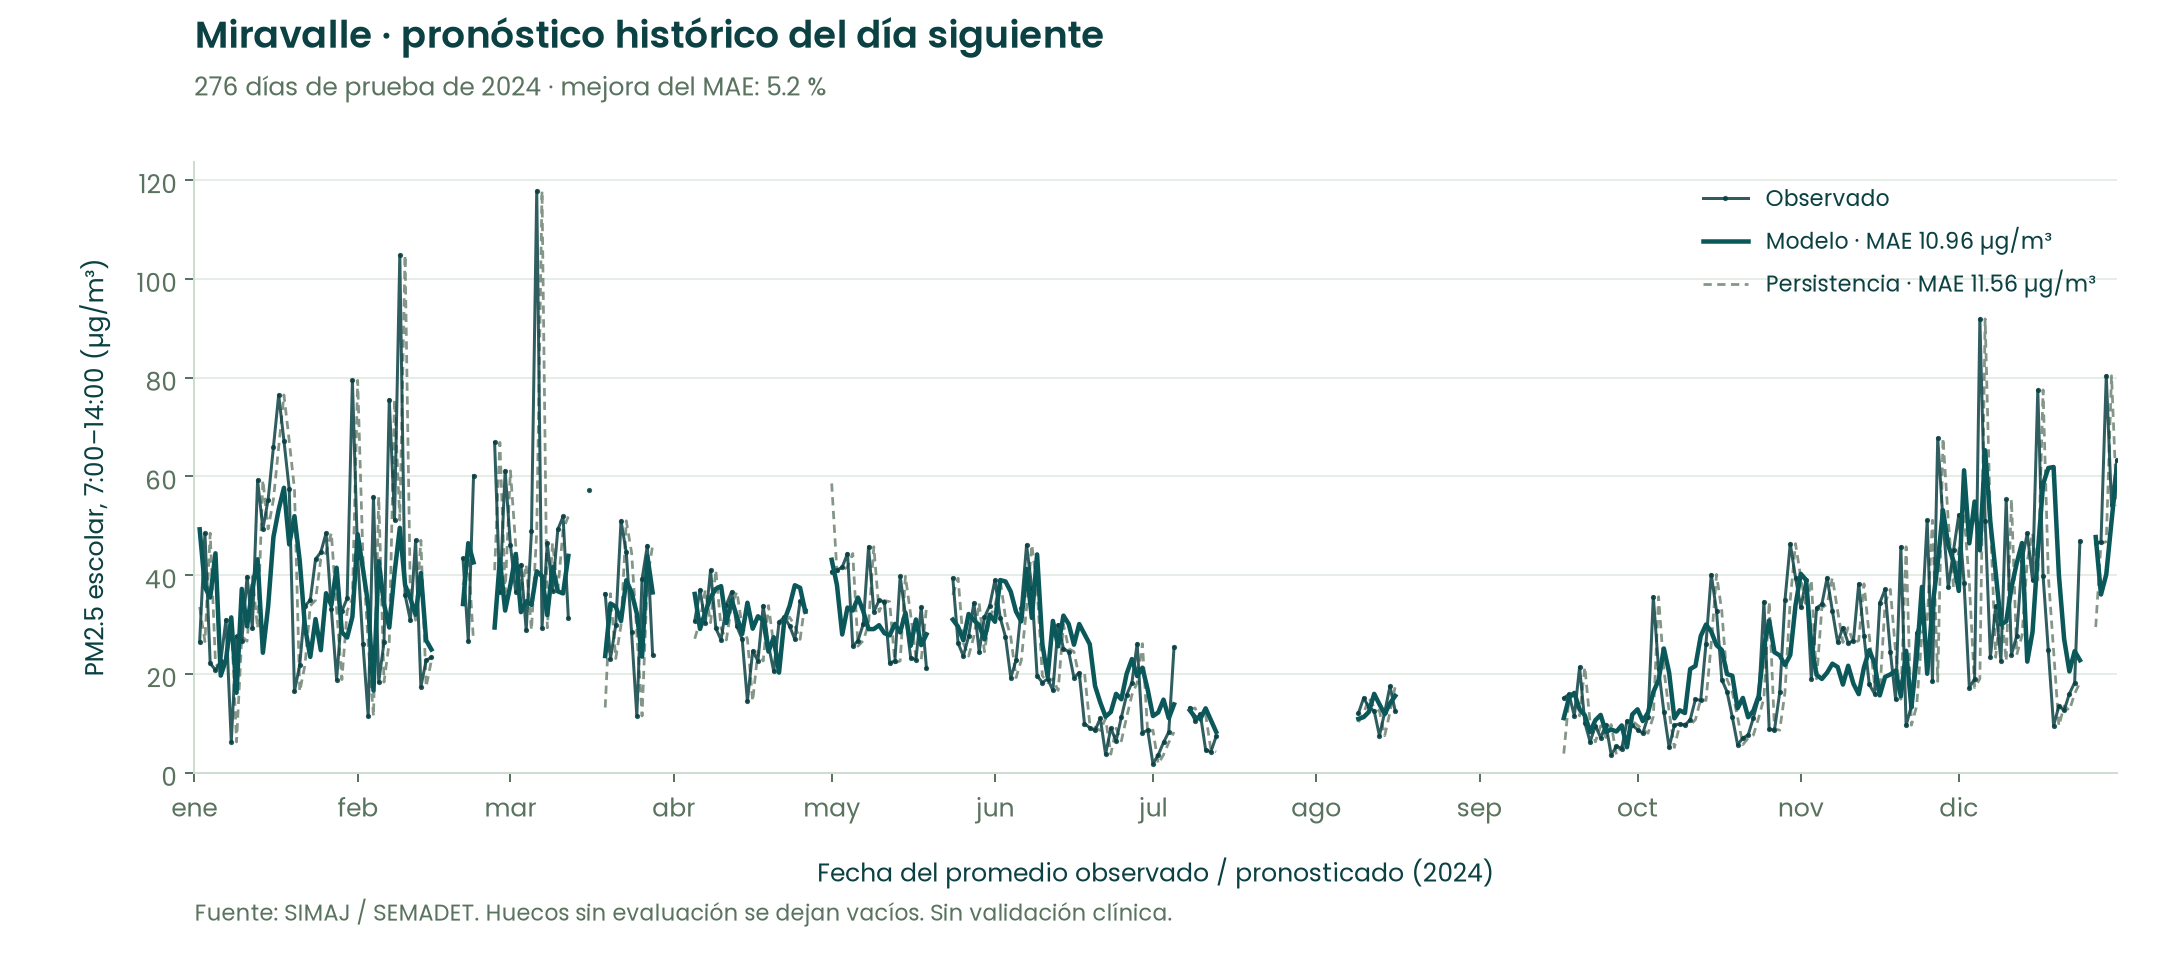 Miravalle · pronóstico histórico del día siguiente
276 días de prueba de 2024 · mejora del MAE: 5.2 %
PM2.5 escolar, 7:00–14:00 (µg/m³)
120
100
80
60
40
20
0
Observado
Modelo · MAE 10.96 µg/m³
Persistencia · MAE 11.56 µg/m³
ene feb mar abr may jun jul ago sep oct nov dic
Fecha del promedio observado / pronosticado (2024)
Fuente: SIMAJ / SEMADET. Huecos sin evaluación se dejan vacíos. Sin validación clínica.